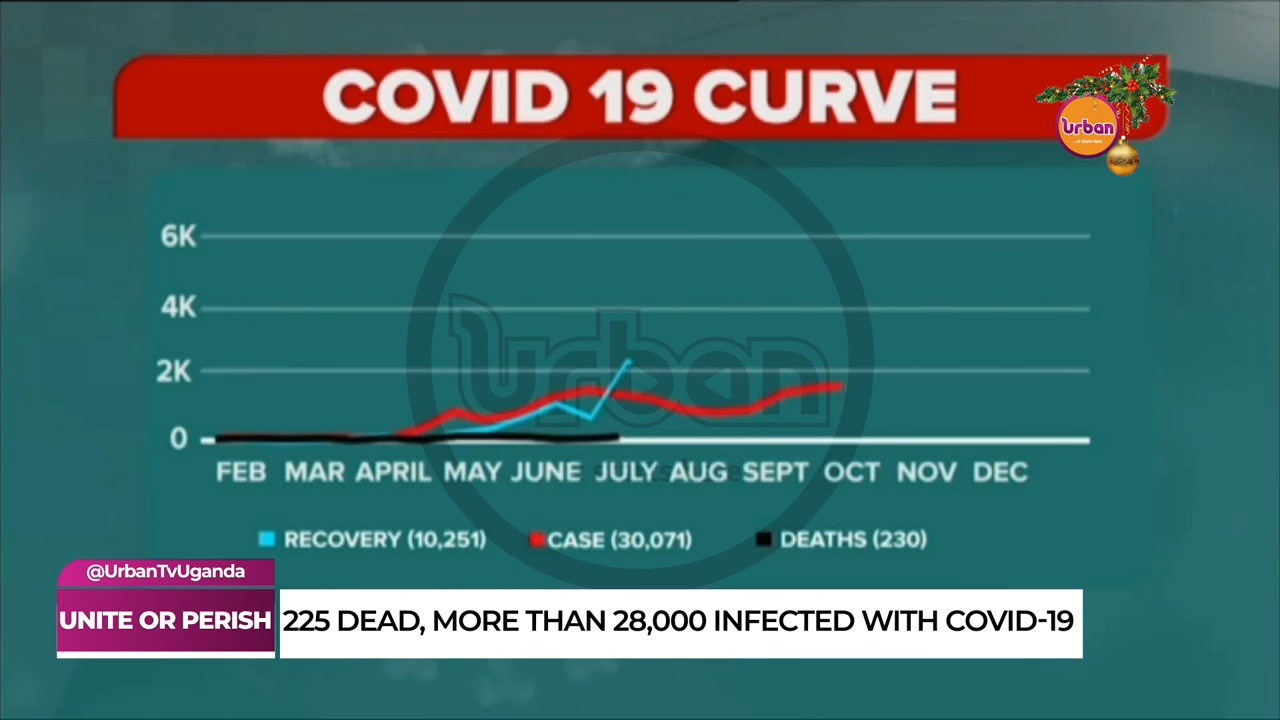 COVID 19 CURVE
Urban
6K
4K
urban
2K
0
FEB MAR APRIL MAY JUNE JULY AUG SEPT OCT NOV DEC
RECOVERY (10,251) CASE (30,071) DEATHS (230)
@UrbanTvUganda
UNITE OR PERISH
225 DEAD, MORE THAN 28,000 INFECTED WITH COVID-19